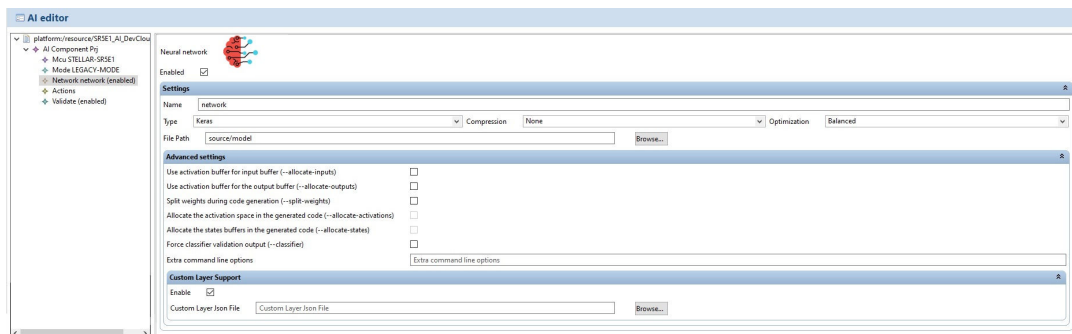 AI editor
platform:/resource/SR5E1_AI_DevClou
AI Component Prj
Mcu STELLAR-SR5E1
Mode LEGACY-MODE
Network network (enabled)
Actions
Validate (enabled)
Neural network
Enabled
Settings
Name network
Type Keras Compression None Optimization Balanced
File Path source/model Browse...
Advanced settings
Use activation buffer for input buffer (--allocate-inputs)
Use activation buffer for the output buffer (--allocate-outputs)
Split weights during code generation (--split-weights)
Allocate the activation space in the generated code (--allocate-activations)
Allocate the states buffers in the generated code (--allocate-states)
Force classifier validation output (--classifier)
Extra command line options Extra command line options
Custom Layer Support
Enable
Custom Layer Json File Custom Layer Json File Browse...